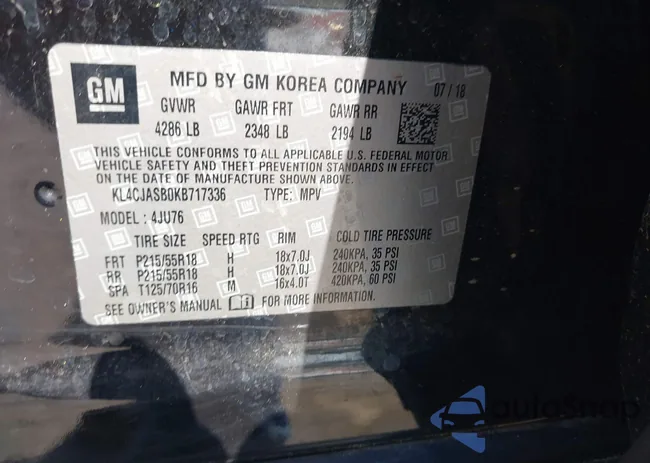 GM MFD BY GM KOREA COMPANY 07/18
GVWR GAWR FRT GAWR RR
4286 LB 2348 LB 2194 LB
THIS VEHICLE CONFORMS TO ALL APPLICABLE U.S. FEDERAL MOTOR
VEHICLE SAFETY AND THEFT PREVENTION STANDARDS IN EFFECT
ON THE DATE OF MANUFACTURE SHOWN ABOVE.
KL4CJASB0KB717336 TYPE: MPV
MODEL: 4JU76
TIRE SIZE SPEED RTG RIM COLD TIRE PRESSURE
FRT P215/55R18 H 18x7.0J 240KPA, 35 PSI
RR P215/55R18 H 18x7.0J 240KPA, 35 PSI
SPA T125/70R16 M 16x4.0T 420KPA, 60 PSI
SEE OWNER'S MANUAL FOR MORE INFORMATION.
autoSnap